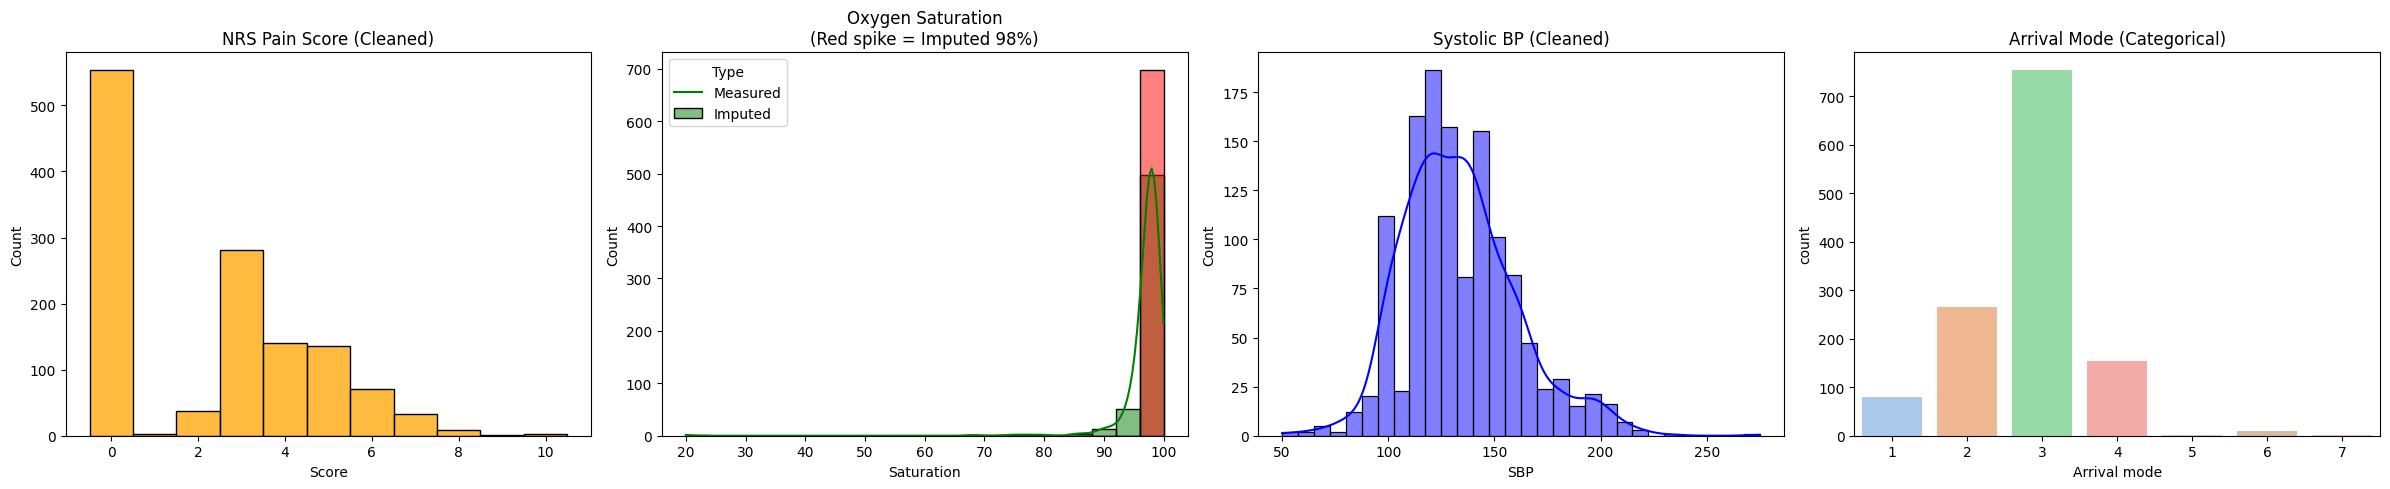 NRS Pain Score (Cleaned)
Count
500
400
300
200
100
0
0 2 4 6 8 10
Score
Oxygen Saturation
(Red spike = Imputed 98%)
Type
Measured
Imputed
Count
700
600
500
400
300
200
100
0
20 30 40 50 60 70 80 90 100
Saturation
Systolic BP (Cleaned)
Count
175
150
125
100
75
50
25
0
50 100 150 200 250
SBP
Arrival Mode (Categorical)
count
700
600
500
400
300
200
100
0
1 2 3 4 5 6 7
Arrival mode